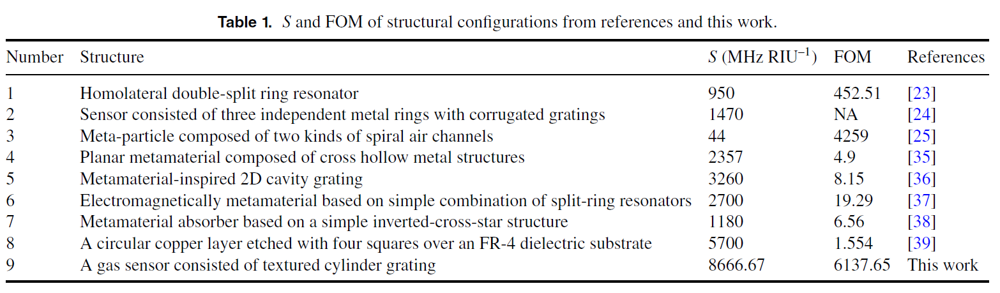 Table 1. S and FOM of structural configurations from references and this work.
Number Structure S (MHz RIU⁻¹) FOM References
1 Homolateral double-split ring resonator 950 452.51 [23]
2 Sensor consisted of three independent metal rings with corrugated gratings 1470 NA [24]
3 Meta-particle composed of two kinds of spiral air channels 44 4259 [25]
4 Planar metamaterial composed of cross hollow metal structures 2357 4.9 [35]
5 Metamaterial-inspired 2D cavity grating 3260 8.15 [36]
6 Electromagnetically metamaterial based on simple combination of split-ring resonators 2700 19.29 [37]
7 Metamaterial absorber based on a simple inverted-cross-star structure 1180 6.56 [38]
8 A circular copper layer etched with four squares over an FR-4 dielectric substrate 5700 1.554 [39]
9 A gas sensor consisted of textured cylinder grating 8666.67 6137.65 This work